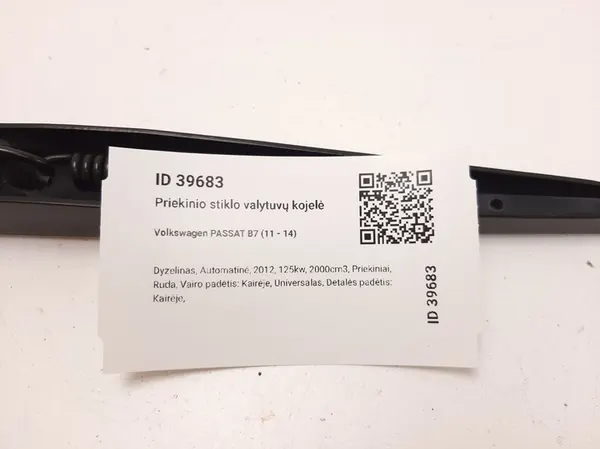 ID 39683
Priekinio stiklo valytuvų kojelė
Volkswagen PASSAT B7 (11 - 14)
Dyzelinas, Automatinė, 2012, 125kw, 2000cm3, Priekiniai,
Ruda, Vairo padėtis: Kairėje, Universalas, Detalės padėtis:
Kairėje,
ID 39683